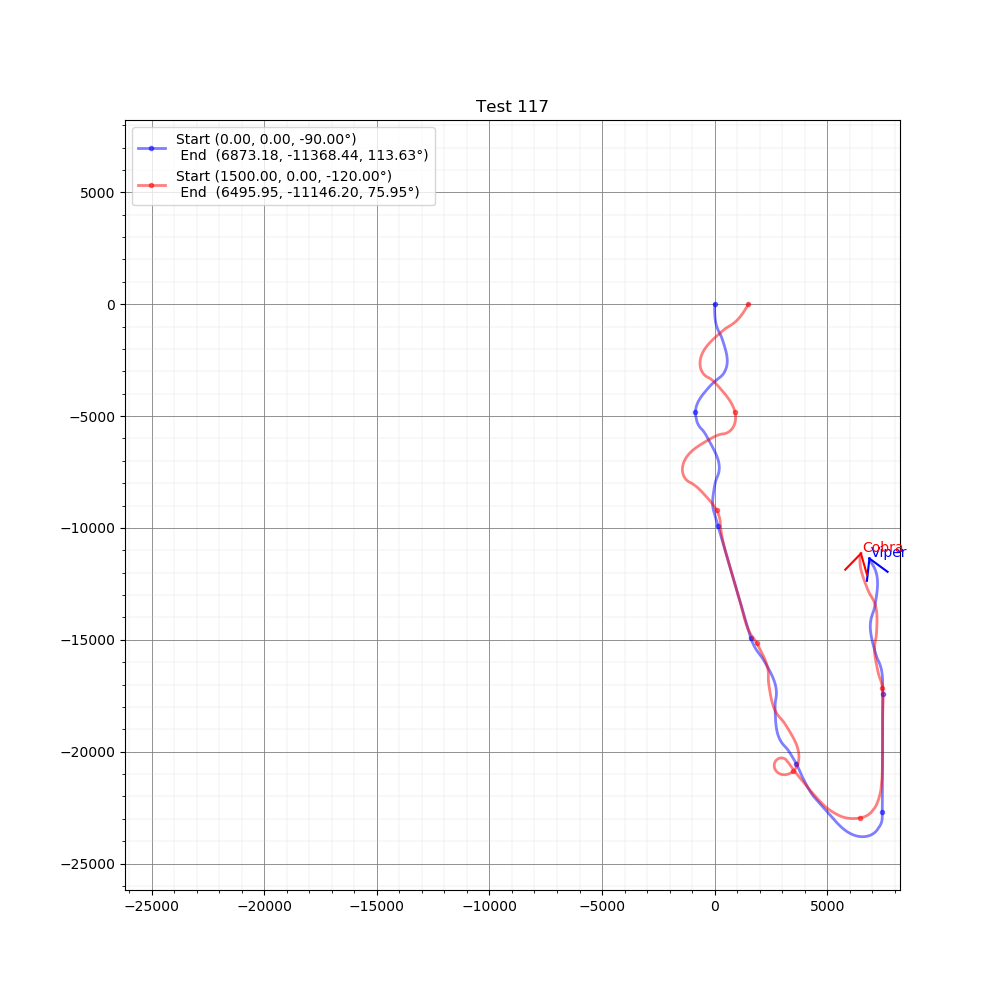 Test 117
Start (0.00, 0.00, -90.00°)
End (6873.18, -11368.44, 113.63°)
Start (1500.00, 0.00, -120.00°)
End (6495.95, -11146.20, 75.95°)
5000
0
−5000
−10000
Cobra
Viper
−15000
−20000
−25000
−25000 −20000 −15000 −10000 −5000 0 5000